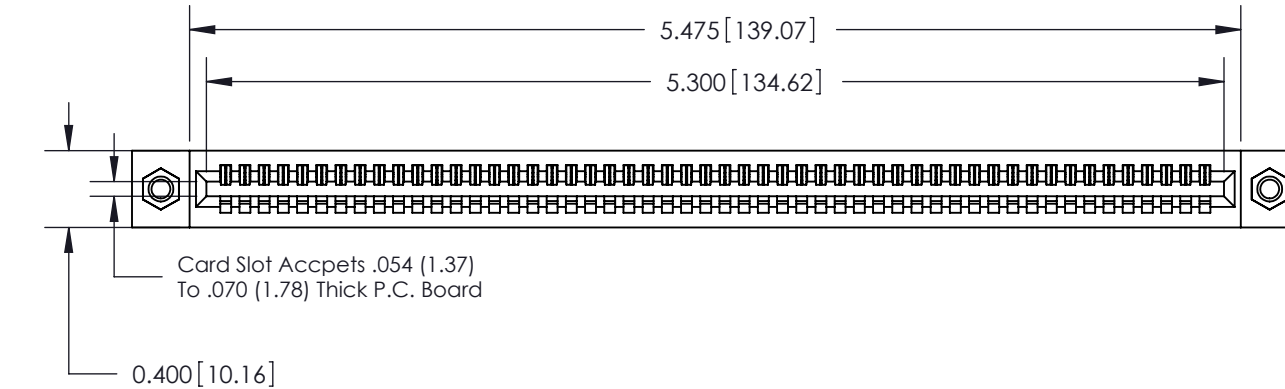 5.475 [139.07]
5.300 [134.62]
Card Slot Accpets .054 (1.37)
To .070 (1.78) Thick P.C. Board
0.400 [10.16]